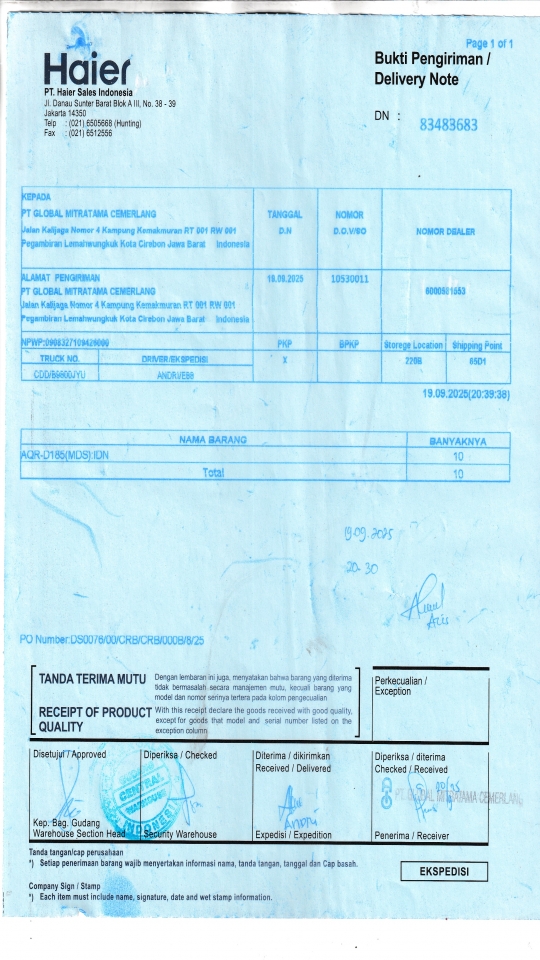 Page 1 of 1
Haier
PT. Haier Sales Indonesia
Jl. Danau Sunter Barat Blok A III, No. 38 - 39
Jakarta 14350
Telp : (021) 6505668 (Hunting)
Fax : (021) 6512556
Bukti Pengiriman /
Delivery Note
DN : 83483683
KEPADA
PT GLOBAL MITRATAMA CEMERLANG
Jalan Kalijaga Nomor 4 Kampung Kemakmuran RT 001 RW 001
Pegambiran Lemahwungkuk Kota Cirebon Jawa Barat Indonesia
TANGGAL
D.N
NOMOR
D.O.V/SO
NOMOR DEALER
ALAMAT PENGIRIMAN
PT GLOBAL MITRATAMA CEMERLANG
Jalan Kalijaga Nomor 4 Kampung Kemakmuran RT 001 RW 001
Pegambiran Lemahwungkuk Kota Cirebon Jawa Barat Indonesia
19.09.2025
10530011
NPWP:
PKP
BPKP
Storege Location
Shipping Point
TRUCK NO.
DRIVER/EKSPEDISI
X
220B
85D1
CDD/B9600JYU
ANDRI/EBB
19.09.2025(20:39:38)
NAMA BARANG
BANYAKNYA
AQR-D185(MDS):IDN
10
Total
10
19.09.2025
20.30
Azis
PO Number:DS0076/00/CRB/CRB/000B/8/25
TANDA TERIMA MUTU
Dengan lembaran ini juga, menyatakan bahwa barang yang diterima
tidak bermasalah secara manajemen mutu, kecuali barang yang
model dan nomor serinya tertera pada kolom pengecualian
RECEIPT OF PRODUCT
QUALITY
With this receipt declare the goods received with good quality,
except for goods that model and serial number listed on the
exception column.
Perkecualian /
Exception
Disetujui / Approved
Diperiksa / Checked
Diterima / dikirimkan
Received / Delivered
Diperiksa / diterima
Checked / Received
CENTRAL
WAREHOUSE
INDONESIA
PT. GLOBAL MITRATAMA CEMERLANG
Andri
Kep. Bag. Gudang
Warehouse Section Head
Security Warehouse
Expedisi / Expedition
Penerima / Receiver
Tanda tangan/cap perusahaan
*) Setiap penerimaan barang wajib menyertakan informasi nama, tanda tangan, tanggal dan Cap basah.
EKSPEDISI
Company Sign / Stamp
*) Each item must include name, signature, date and wet stamp information.